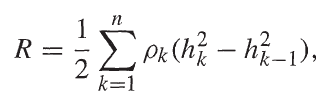 R = \frac{1}{2} \sum_{k=1}^{n} \rho_k (h_k^2 - h_{k-1}^2),